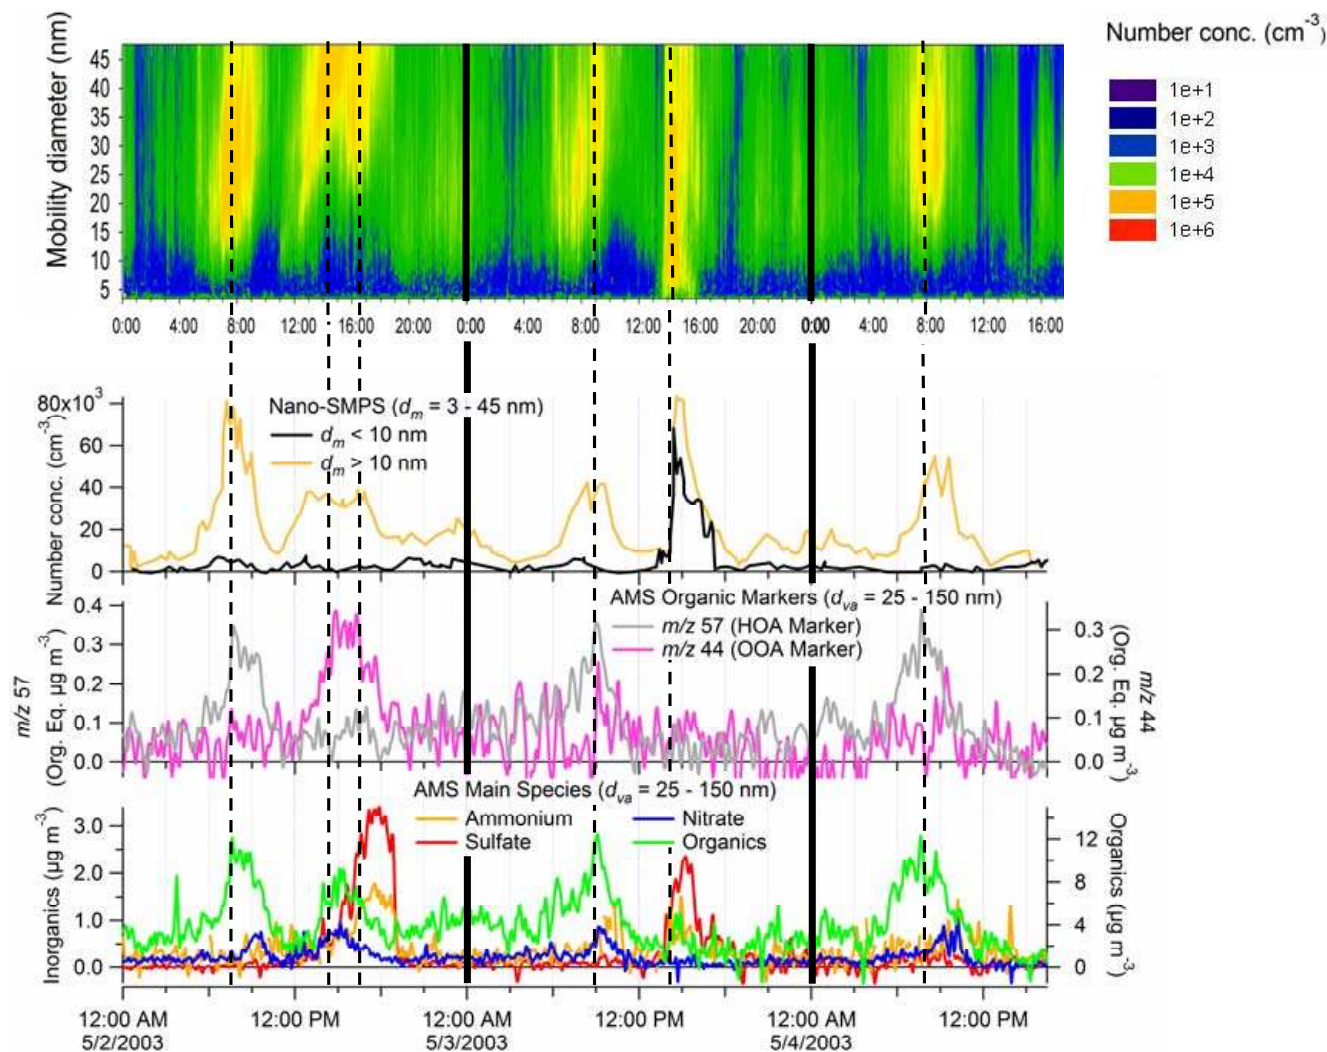 Number conc. (cm⁻³)
1e+1
1e+2
1e+3
1e+4
1e+5
1e+6
Mobility diameter (nm)
45
40
35
30
25
20
15
10
5
0:00 4:00 8:00 12:00 16:00 20:00 0:00 4:00 8:00 12:00 16:00 20:00 0:00 4:00 8:00 12:00 16:00
Number conc. (cm⁻³)
80x10³
60
40
20
0
Nano-SMPS (dm = 3 - 45 nm)
dm < 10 nm
dm > 10 nm
m/z 57
(Org. Eq. µg m⁻³)
0.4
0.3
0.2
0.1
0.0
AMS Organic Markers (dva = 25 - 150 nm)
m/z 57 (HOA Marker)
m/z 44 (OOA Marker)
0.3
0.2
0.1
0.0
m/z 44
(Org. Eq. µg m⁻³)
Inorganics (µg m⁻³)
3.0
2.0
1.0
0.0
AMS Main Species (dva = 25 - 150 nm)
Ammonium Nitrate
Sulfate Organics
12
8
4
0
Organics (µg m⁻³)
12:00 AM 12:00 PM 12:00 AM 12:00 PM 12:00 AM 12:00 PM
5/2/2003 5/3/2003 5/4/2003